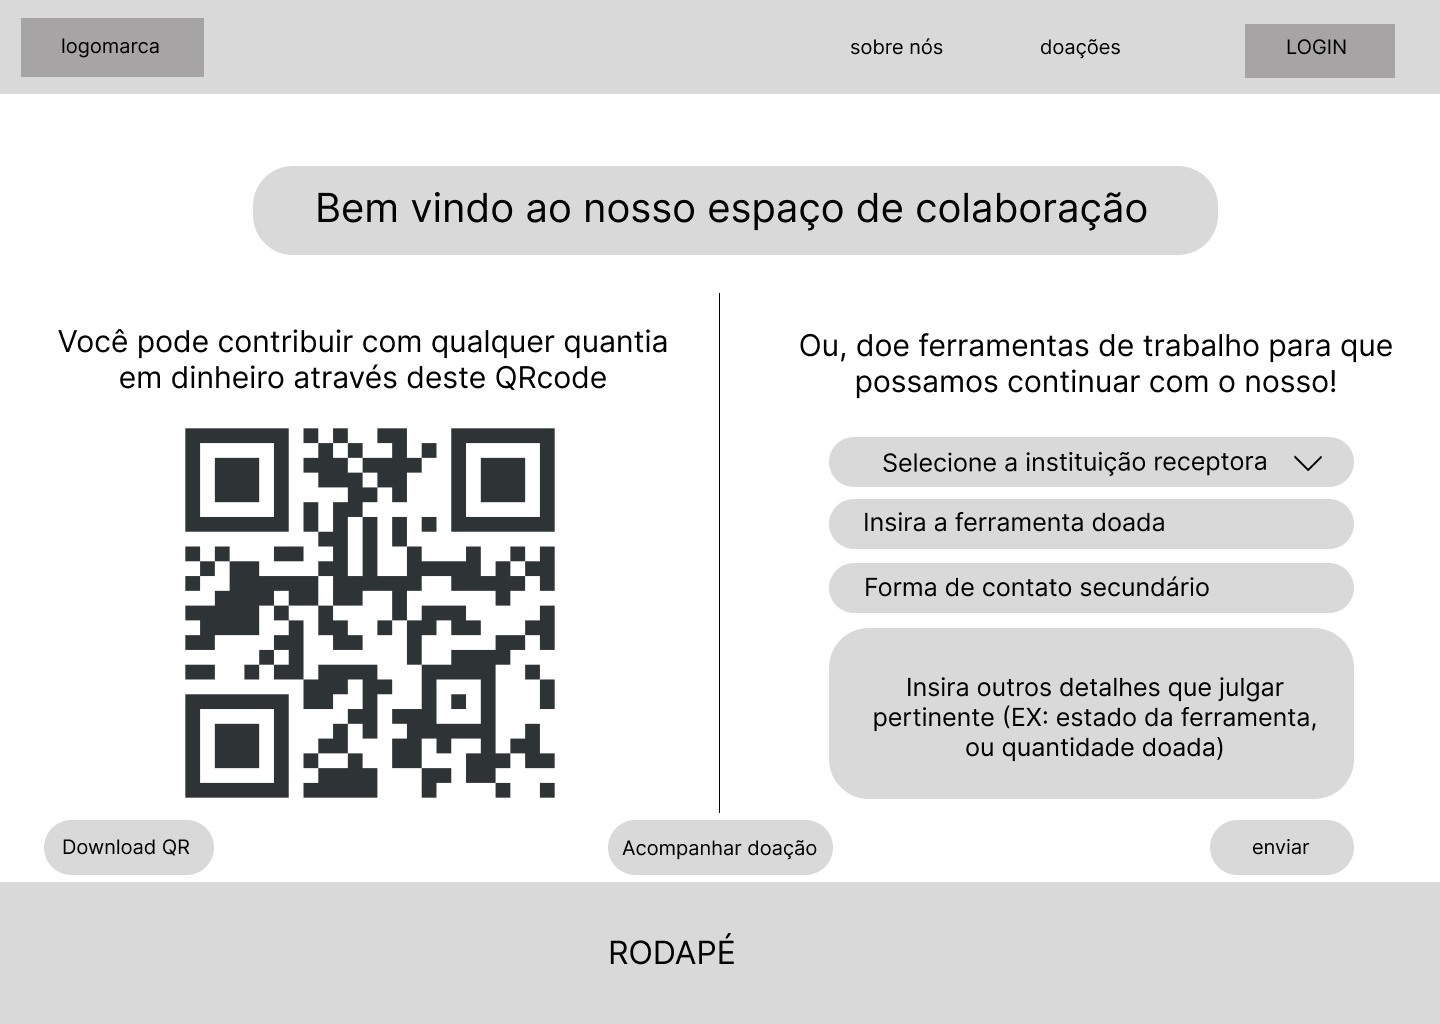 logomarca
sobre nós
doações
LOGIN
Bem vindo ao nosso espaço de colaboração
Você pode contribuir com qualquer quantia
em dinheiro através deste QRcode
Ou, doe ferramentas de trabalho para que
possamos continuar com o nosso!
Selecione a instituição receptora
Insira a ferramenta doada
Forma de contato secundário
Insira outros detalhes que julgar
pertinente (EX: estado da ferramenta,
ou quantidade doada)
Download QR
Acompanhar doação
enviar
RODAPÉ